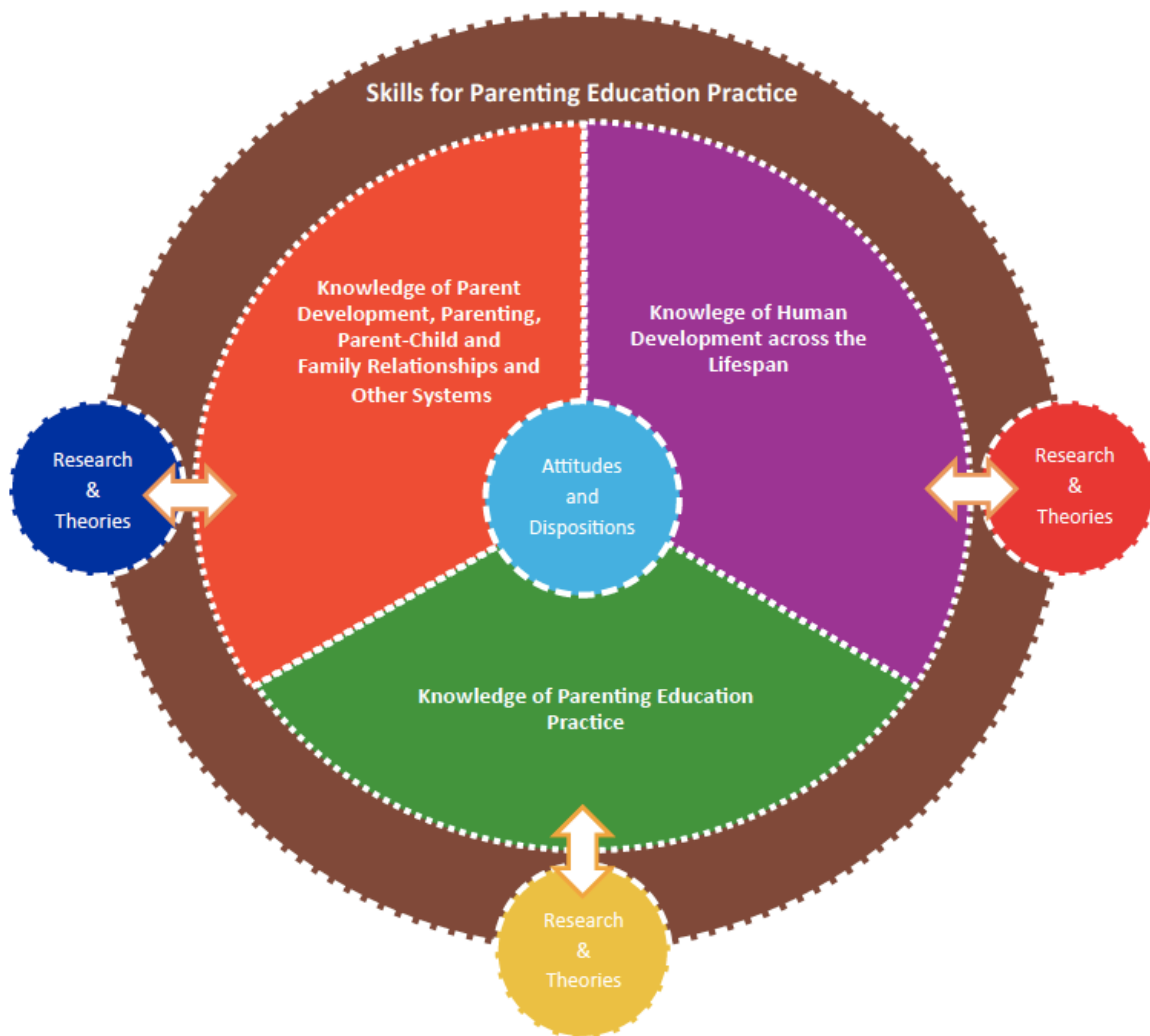 Skills for Parenting Education Practice
Knowledge of Parent
Development, Parenting,
Parent-Child and
Family Relationships and
Other Systems
Knowlege of Human
Development across the
Lifespan
Research
&
Theories
Attitudes
and
Dispositions
Research
&
Theories
Knowledge of Parenting Education
Practice
Research
&
Theories